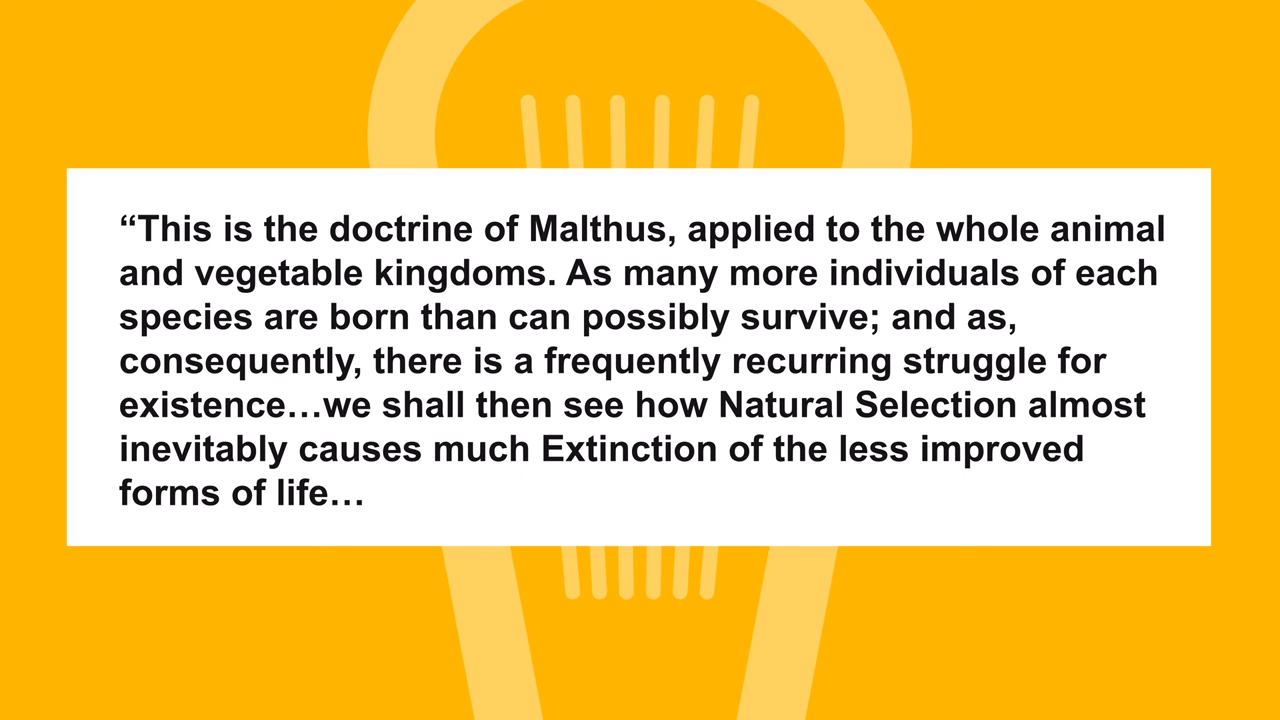 “This is the doctrine of Malthus, applied to the whole animal
and vegetable kingdoms. As many more individuals of each
species are born than can possibly survive; and as,
consequently, there is a frequently recurring struggle for
existence…we shall then see how Natural Selection almost
inevitably causes much Extinction of the less improved
forms of life…